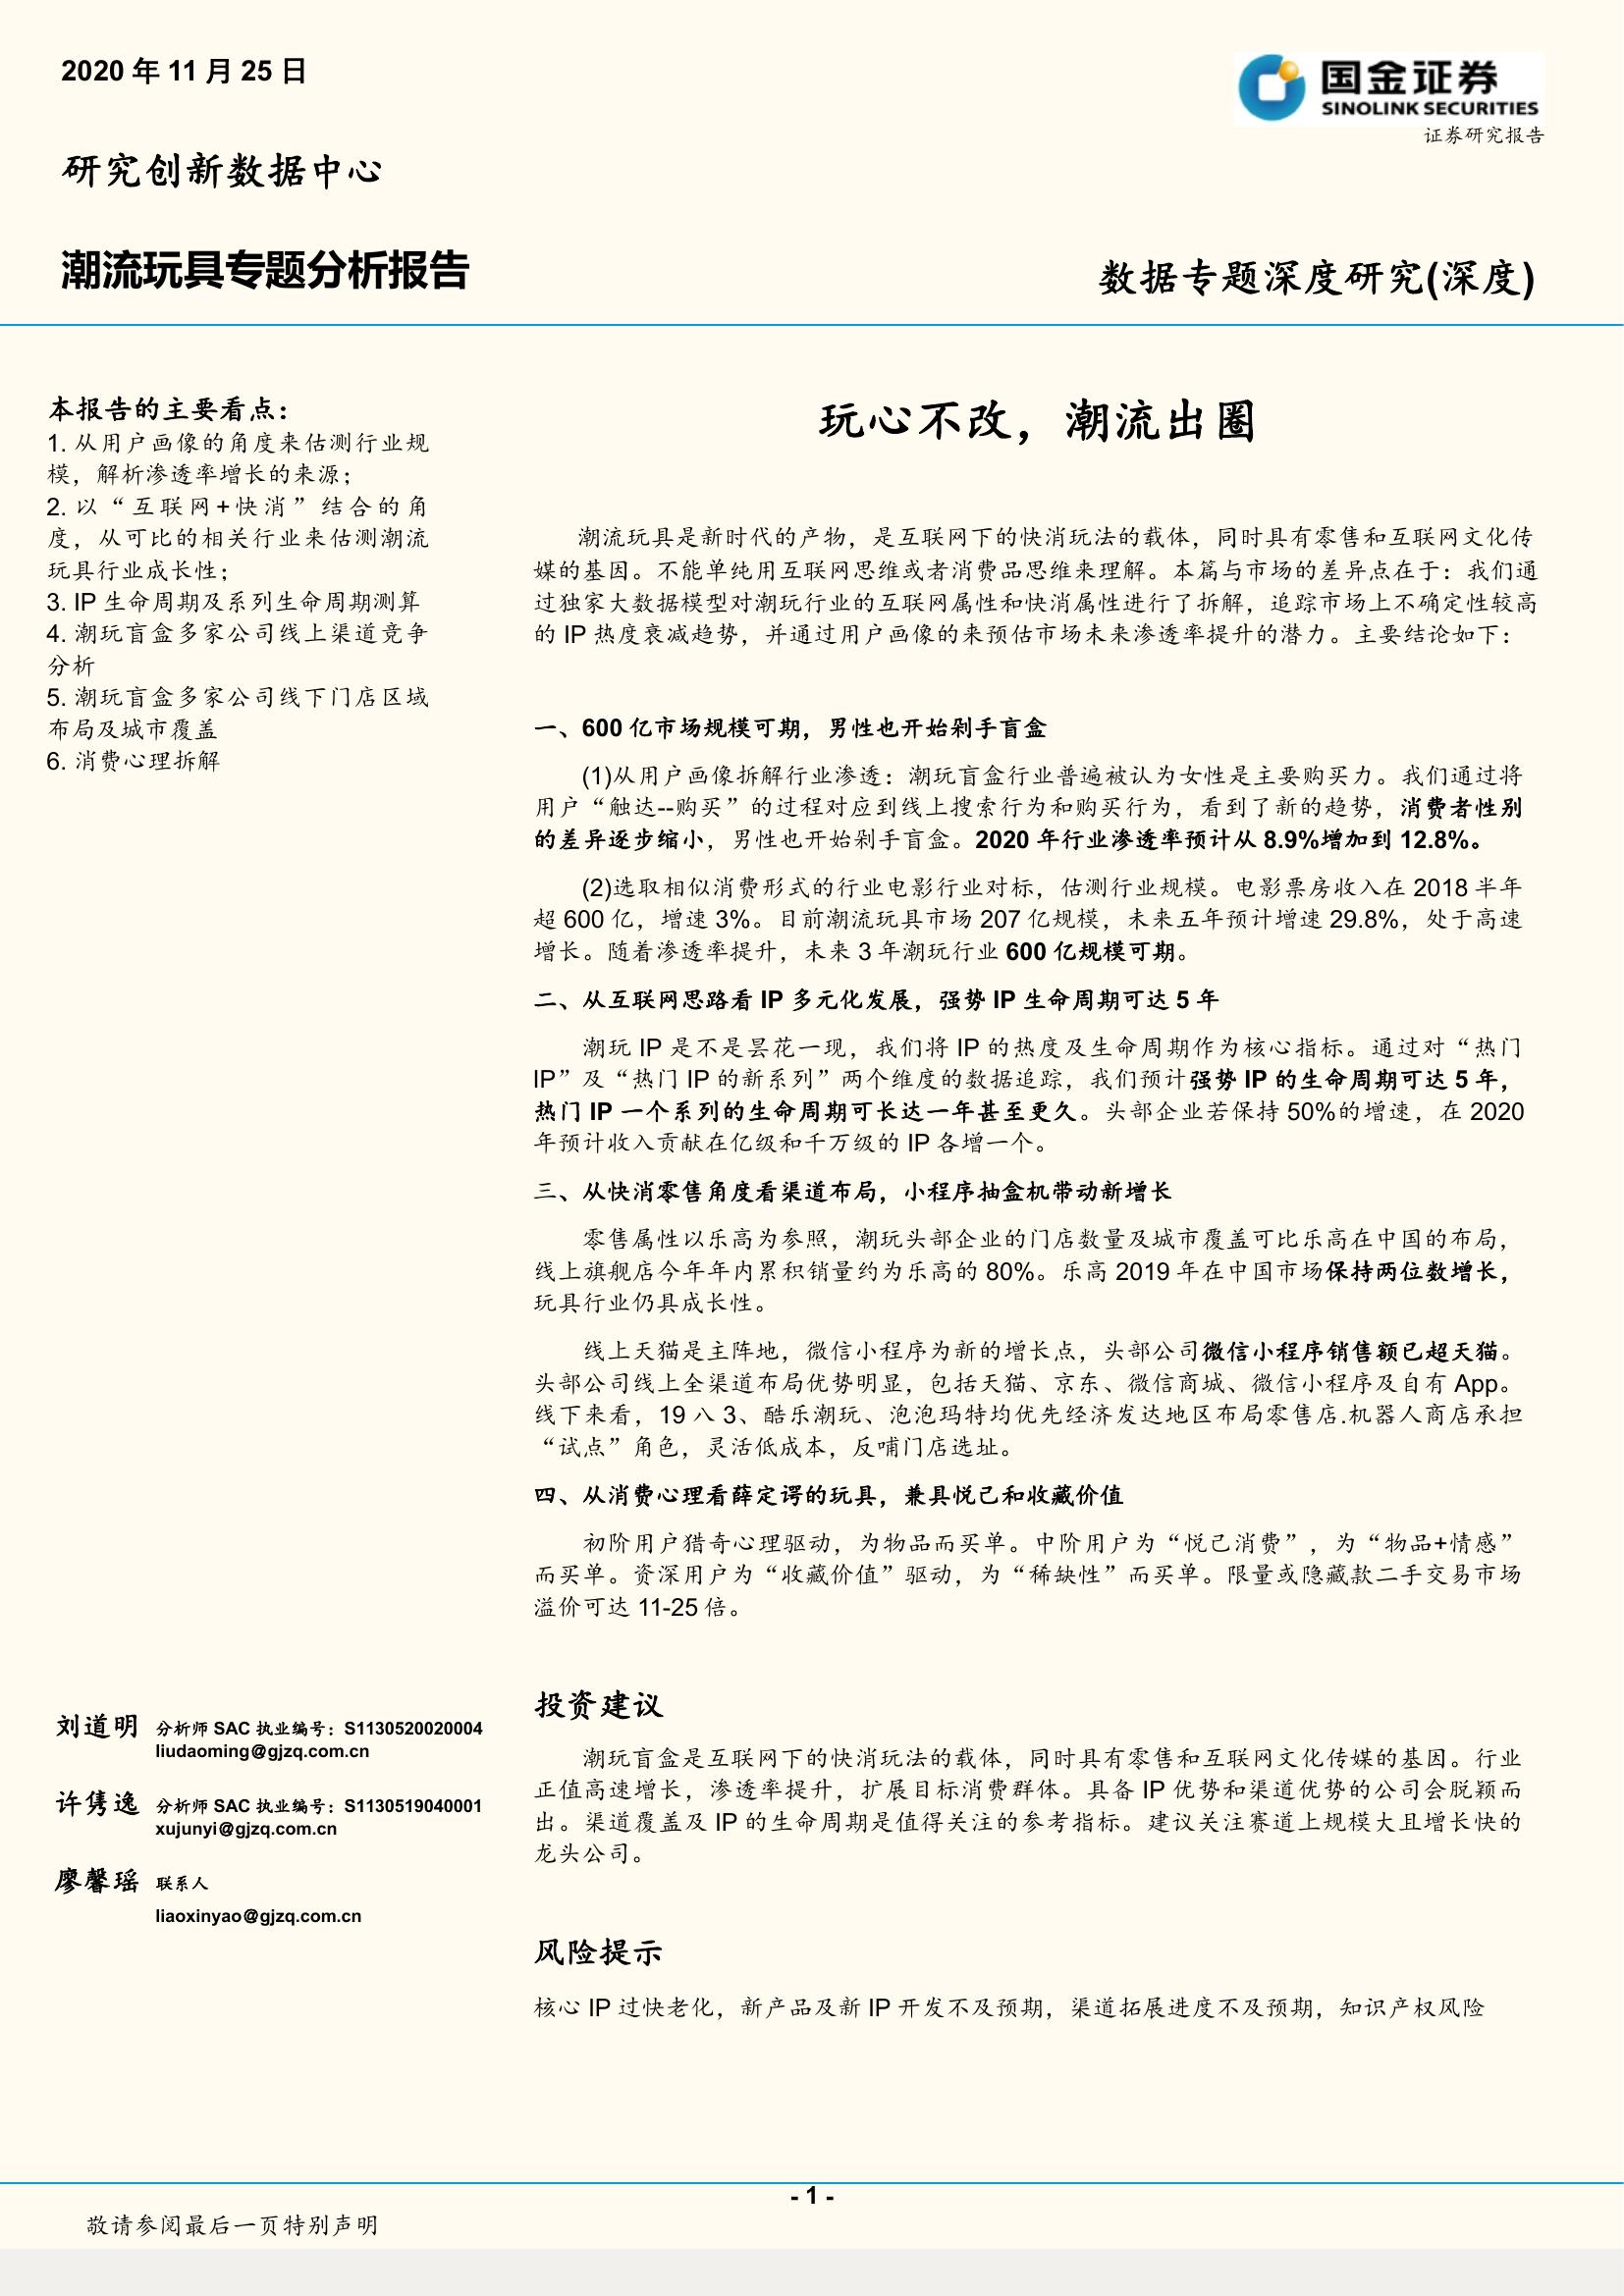 2020 年 11 月 25 日
国金证券
SINOLINK SECURITIES
证券研究报告
研究创新数据中心
潮流玩具专题分析报告
数据专题深度研究(深度)
本报告的主要看点：
1. 从用户画像的角度来估测行业规
模，解析渗透率增长的来源；
2. 以“互联网+快消”结合的角
度，从可比的相关行业来估测潮流
玩具行业成长性；
3. IP 生命周期及系列生命周期测算
4. 潮玩盲盒多家公司线上渠道竞争
分析
5. 潮玩盲盒多家公司线下门店区域
布局及城市覆盖
6. 消费心理拆解
刘道明 分析师 SAC 执业编号：S1130520020004
liudaoming@gjzq.com.cn
许隽逸 分析师 SAC 执业编号：S1130519040001
xujunyi@gjzq.com.cn
廖馨瑶 联系人
liaoxinyao@gjzq.com.cn
玩心不改，潮流出圈
潮流玩具是新时代的产物，是互联网下的快消玩法的载体，同时具有零售和互联网文化传
媒的基因。不能单纯用互联网思维或者消费品思维来理解。本篇与市场的差异点在于：我们通
过独家大数据模型对潮玩行业的互联网属性和快消属性进行了拆解，追踪市场上不确定性较高
的 IP 热度衰减趋势，并通过用户画像的来预估市场未来渗透率提升的潜力。主要结论如下：
一、600 亿市场规模可期，男性也开始剁手盲盒
(1)从用户画像拆解行业渗透：潮玩盲盒行业普遍被认为女性是主要购买力。我们通过将
用户“触达--购买”的过程对应到线上搜索行为和购买行为，看到了新的趋势，消费者性别
的差异逐步缩小，男性也开始剁手盲盒。2020 年行业渗透率预计从 8.9%增加到 12.8%。
(2)选取相似消费形式的行业电影行业对标，估测行业规模。电影票房收入在 2018 半年
超 600 亿，增速 3%。目前潮流玩具市场 207 亿规模，未来五年预计增速 29.8%，处于高速
增长。随着渗透率提升，未来 3 年潮玩行业 600 亿规模可期。
二、从互联网思路看 IP 多元化发展，强势 IP 生命周期可达 5 年
潮玩 IP 是不是昙花一现，我们将 IP 的热度及生命周期作为核心指标。通过对“热门
IP”及“热门 IP 的新系列”两个维度的数据追踪，我们预计强势 IP 的生命周期可达 5 年，
热门 IP 一个系列的生命周期可长达一年甚至更久。头部企业若保持 50%的增速，在 2020
年预计收入贡献在亿级和千万级的 IP 各增一个。
三、从快消零售角度看渠道布局，小程序抽盒机带动新增长
零售属性以乐高为参照，潮玩头部企业的门店数量及城市覆盖可比乐高在中国的布局，
线上旗舰店今年年内累积销量约为乐高的 80%。乐高 2019 年在中国市场保持两位数增长，
玩具行业仍具成长性。
线上天猫是主阵地，微信小程序为新的增长点，头部公司微信小程序销售额已超天猫。
头部公司线上全渠道布局优势明显，包括天猫、京东、微信商城、微信小程序及自有 App。
线下来看，19 八 3、酷乐潮玩、泡泡玛特均优先经济发达地区布局零售店.机器人商店承担
“试点”角色，灵活低成本，反哺门店选址。
四、从消费心理看薛定谔的玩具，兼具悦己和收藏价值
初阶用户猎奇心理驱动，为物品而买单。中阶用户为“悦己消费”，为“物品+情感”
而买单。资深用户为“收藏价值”驱动，为“稀缺性”而买单。限量或隐藏款二手交易市场
溢价可达 11-25 倍。
投资建议
潮玩盲盒是互联网下的快消玩法的载体，同时具有零售和互联网文化传媒的基因。行业
正值高速增长，渗透率提升，扩展目标消费群体。具备 IP 优势和渠道优势的公司会脱颖而
出。渠道覆盖及 IP 的生命周期是值得关注的参考指标。建议关注赛道上规模大且增长快的
龙头公司。
风险提示
核心 IP 过快老化，新产品及新 IP 开发不及预期，渠道拓展进度不及预期，知识产权风险
- 1 -
敬请参阅最后一页特别声明